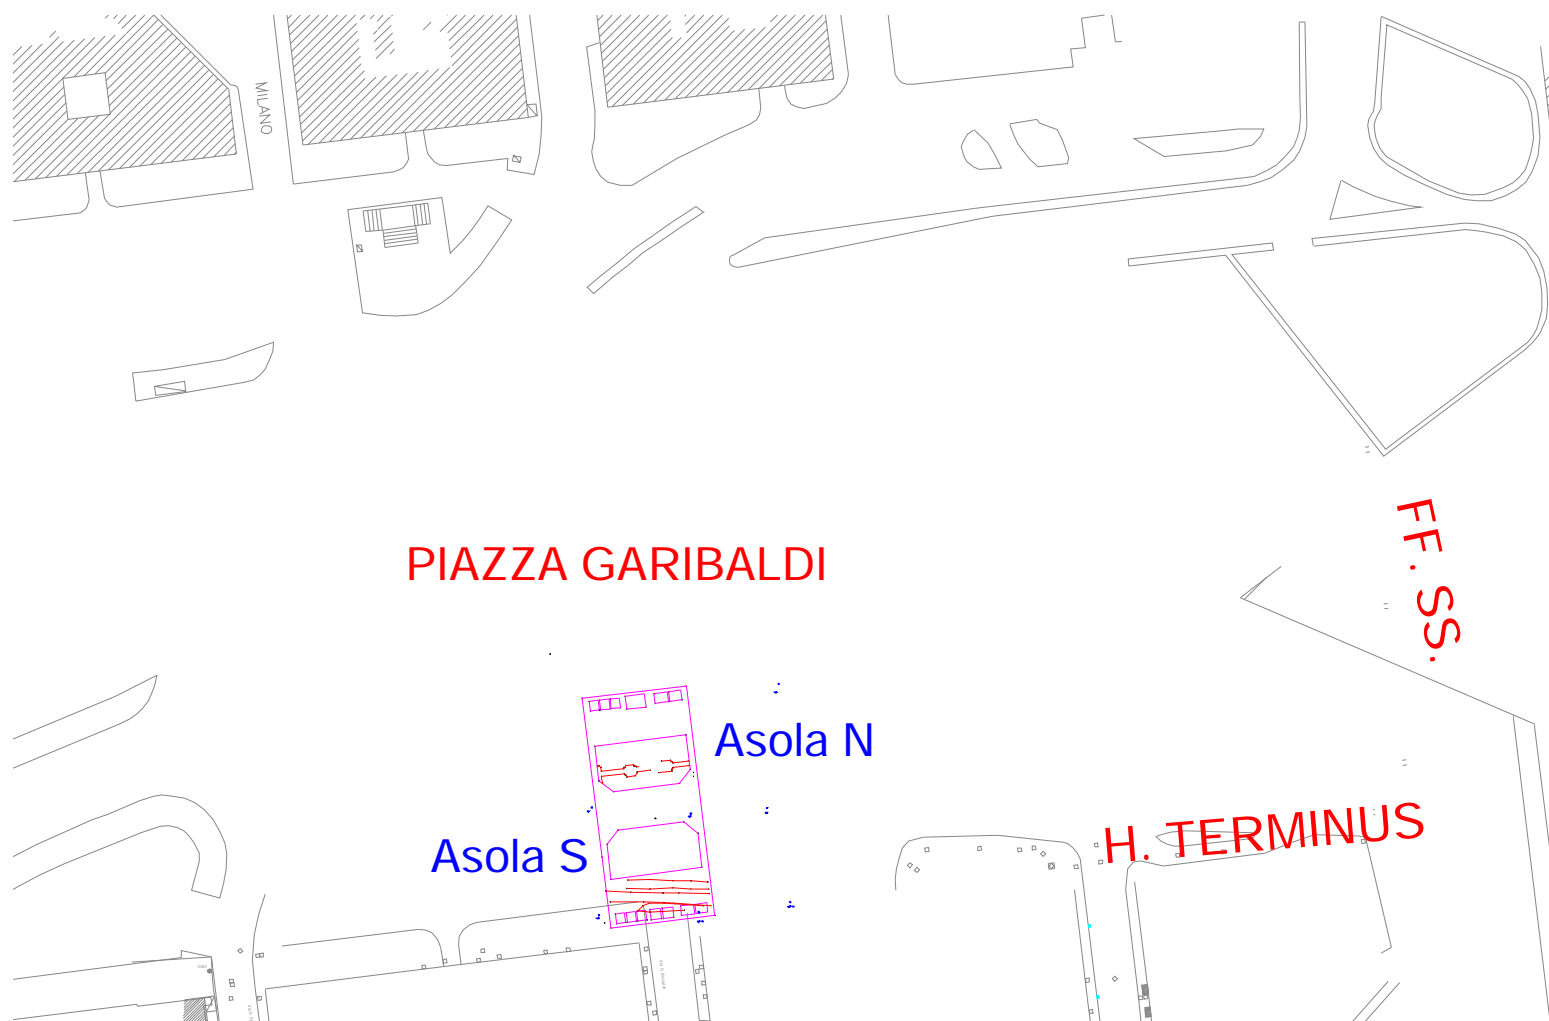 MILANO
PIAZZA GARIBALDI
FF. SS.
Asola N
Asola S
H. TERMINUS